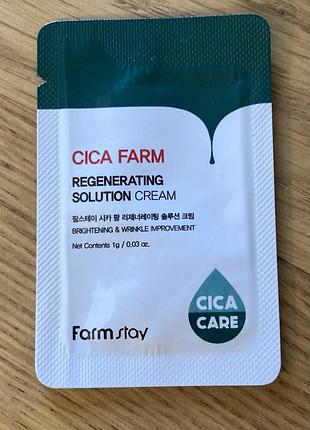 CICA FARM
REGENERATING
SOLUTION CREAM
팜스테이 시카 팜 리제너레이팅 솔루션 크림
BRIGHTENING & WRINKLE IMPROVEMENT
Net Contents 1g / 0.03 oz.
CICA
CARE
Farmstay